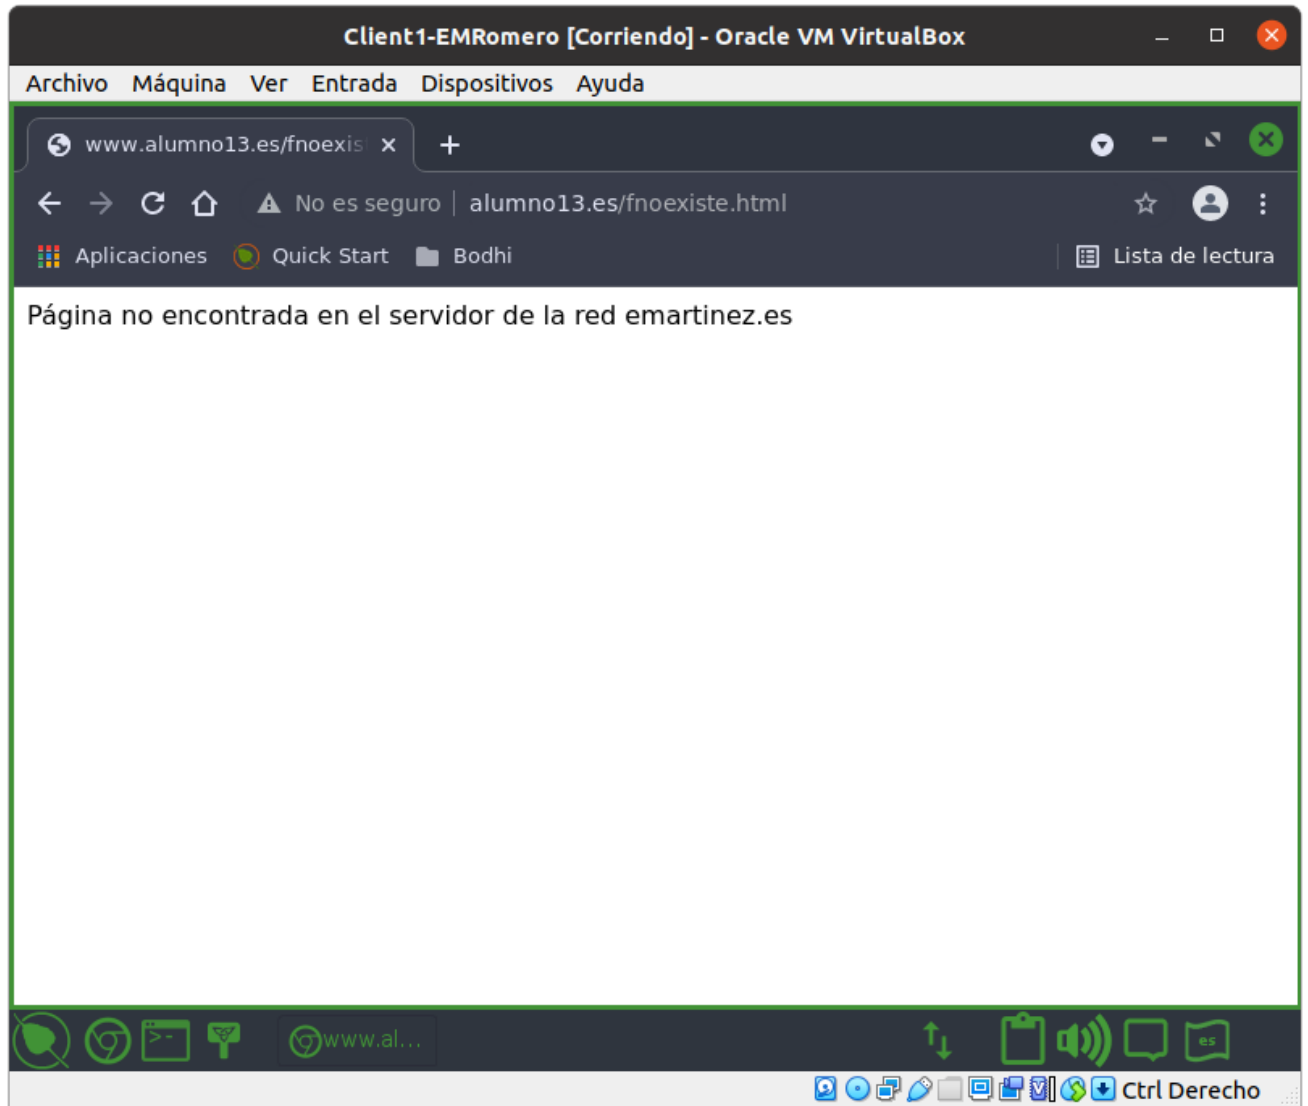 Client1-EMRomero [Corriendo] - Oracle VM VirtualBox
Archivo Máquina Ver Entrada Dispositivos Ayuda
www.alumno13.es/fnoexis
No es seguro alumno13.es/fnoexiste.html
Aplicaciones Quick Start Bodhi Lista de lectura
Página no encontrada en el servidor de la red emartinez.es
www.al... es
Ctrl Derecho